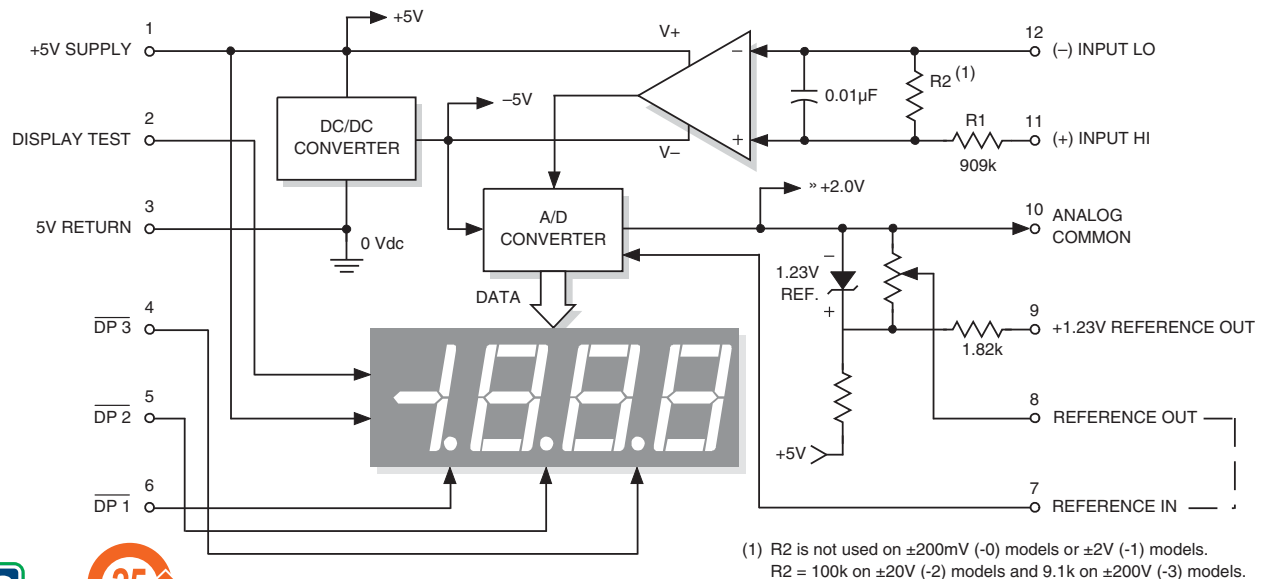 +5V
1
+5V SUPPLY
V+
–
12
(–) INPUT LO
R2 (1)
0.01µF
–5V
DC/DC
CONVERTER
2
DISPLAY TEST
V–
+
R1
909k
11
(+) INPUT HI
» +2.0V
3
5V RETURN
0 Vdc
A/D
CONVERTER
10
ANALOG
COMMON
–
1.23V
REF.
+
DATA
4
DP 3
9
+1.23V REFERENCE OUT
1.82k
-1.8.8.8
5
DP 2
8
REFERENCE OUT
+5V
6
DP 1
7
REFERENCE IN
(1) R2 is not used on ±200mV (-0) models or ±2V (-1) models.
R2 = 100k on ±20V (-2) models and 9.1k on ±200V (-3) models.